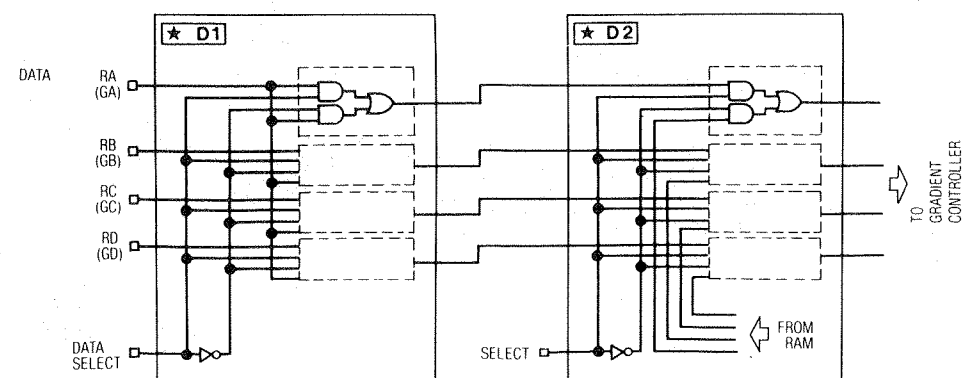 ★ D1
★ D2
DATA
RA
(GA)
RB
(GB)
RC
(GC)
RD
(GD)
DATA
SELECT
SELECT
FROM
RAM
TO
GRADIENT
CONTROLLER